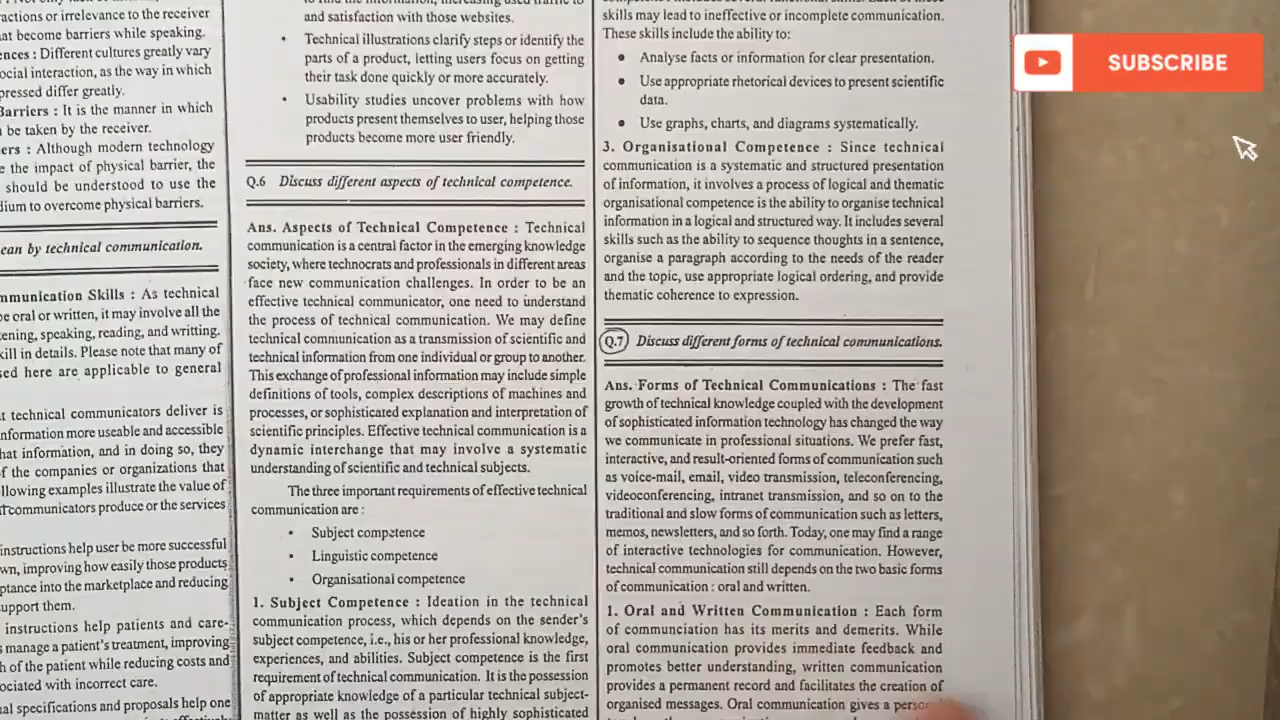 ractions or irrelevance to the receiver
at become barriers while speaking.
ences : Different cultures greatly vary
ocial interaction, as the way in which
pressed differ greatly.
Barriers : It is the manner in which
be taken by the receiver.
ers : Although modern technology
e the impact of physical barrier, the
should be understood to use the
dium to overcome physical barriers.
ean by technical communication.
mmunication Skills : As technical
be oral or written, it may involve all the
tening, speaking, reading, and writting.
kill in details. Please note that many of
sed here are applicable to general
t technical communicators deliver is
nformation more useable and accessible
hat information, and in doing so, they
f the companies or organizations that
llowing examples illustrate the value of
communicators produce or the services
instructions help user be more successful
wn, improving how easily those products
ptance into the marketplace and reducing
support them.
instructions help patients and care-
s manage a patient's treatment, improving
h of the patient while reducing costs and
ociated with incorrect care.
nal specifications and proposals help one
to find the information, increasing used traffic to
and satisfaction with those websites.
• Technical illustrations clarify steps or identify the
parts of a product, letting users focus on getting
their task done quickly or more accurately.
• Usability studies uncover problems with how
products present themselves to user, helping those
products become more user friendly.
Q.6 Discuss different aspects of technical competence.
Ans. Aspects of Technical Competence : Technical
communication is a central factor in the emerging knowledge
society, where technocrats and professionals in different areas
face new communication challenges. In order to be an
effective technical communicator, one need to understand
the process of technical communication. We may define
technical communication as a transmission of scientific and
technical information from one individual or group to another.
This exchange of professional information may include simple
definitions of tools, complex descriptions of machines and
processes, or sophisticated explanation and interpretation of
scientific principles. Effective technical communication is a
dynamic interchange that may involve a systematic
understanding of scientific and technical subjects.
The three important requirements of effective technical
communication are :
• Subject competence
• Linguistic competence
• Organisational competence
1. Subject Competence : Ideation in the technical
communication process, which depends on the sender's
subject competence, i.e., his or her professional knowledge,
experiences, and abilities. Subject competence is the first
requirement of technical communication. It is the possession
of appropriate knowledge of a particular technical subject-
matter as well as the possession of highly sophisticated
skills may lead to ineffective or incomplete communication.
These skills include the ability to:
• Analyse facts or information for clear presentation.
• Use appropriate rhetorical devices to present scientific
data.
• Use graphs, charts, and diagrams systematically.
3. Organisational Competence : Since technical
communication is a systematic and structured presentation
of information, it involves a process of logical and thematic
organisational competence is the ability to organise technical
information in a logical and structured way. It includes several
skills such as the ability to sequence thoughts in a sentence,
organise a paragraph according to the needs of the reader
and the topic, use appropriate logical ordering, and provide
thematic coherence to expression.
Q.7 Discuss different forms of technical communications.
Ans. Forms of Technical Communications : The fast
growth of technical knowledge coupled with the development
of sophisticated information technology has changed the way
we communicate in professional situations. We prefer fast,
interactive, and result-oriented forms of communication such
as voice-mail, email, video transmission, teleconferencing,
videoconferencing, intranet transmission, and so on to the
traditional and slow forms of communication such as letters,
memos, newsletters, and so forth. Today, one may find a range
of interactive technologies for communication. However,
technical communication still depends on the two basic forms
of communication : oral and written.
1. Oral and Written Communication : Each form
of communciation has its merits and demerits. While
oral communication provides immediate feedback and
promotes better understanding, written communication
provides a permanent record and facilitates the creation of
organised messages. Oral communication gives a personal
SUBSCRIBE